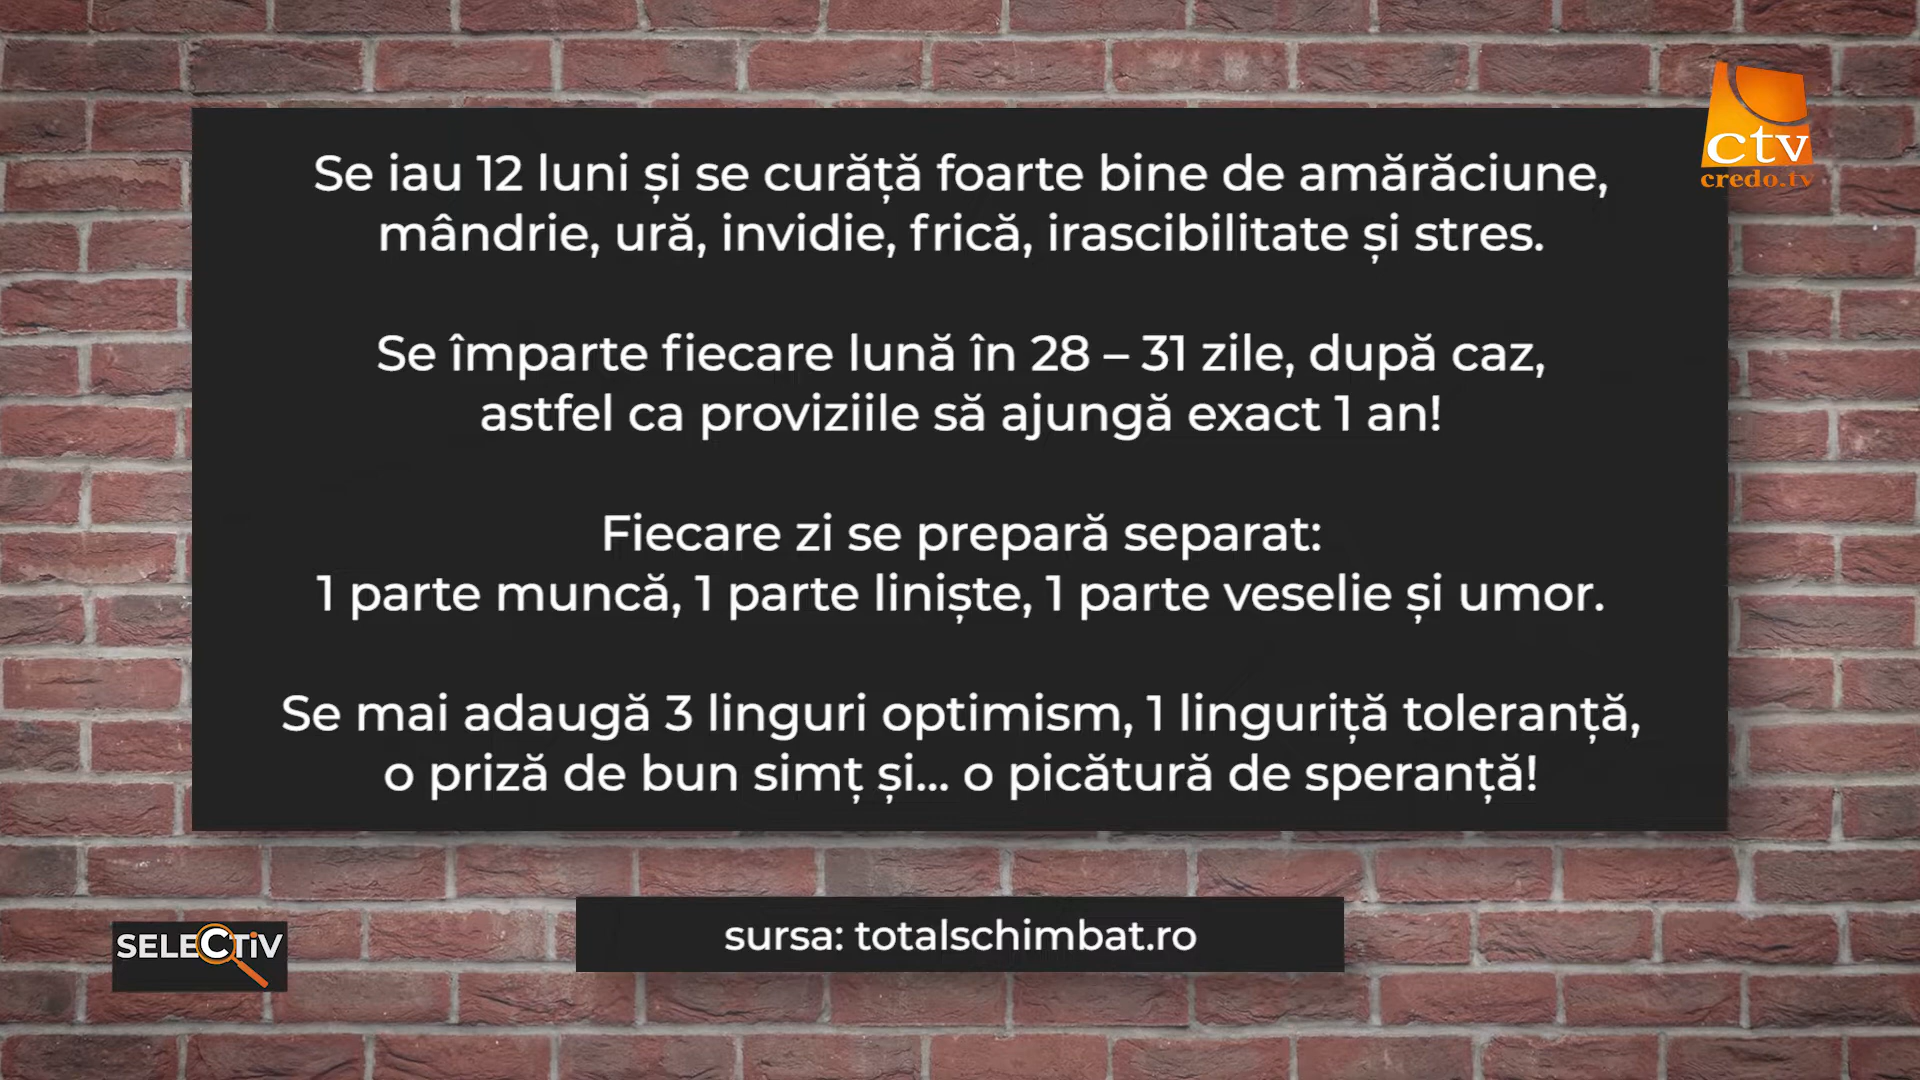 ctv
credo.tv
Se iau 12 luni și se curăță foarte bine de amărăciune,
mândrie, ură, invidie, frică, irascibilitate și stres.
Se împarte fiecare lună în 28 – 31 zile, după caz,
astfel ca proviziile să ajungă exact 1 an!
Fiecare zi se prepară separat:
1 parte muncă, 1 parte liniște, 1 parte veselie și umor.
Se mai adaugă 3 linguri optimism, 1 linguriță toleranță,
o priză de bun simț și... o picătură de speranță!
sursa: totalschimbat.ro
SELECTiV